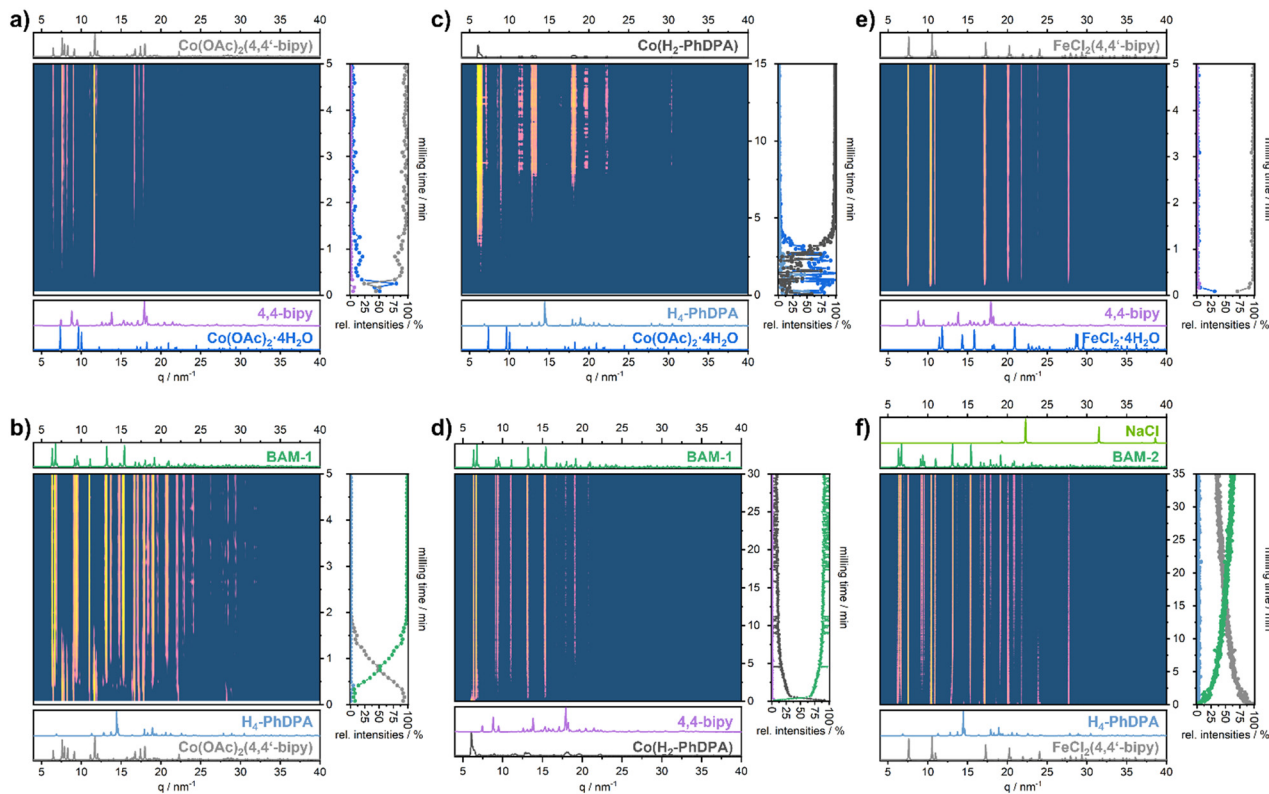 a)
5 10 15 20 25 30 35 40
Co(OAc)₂(4,4'-bipy)
5
4
3
2
1
0
milling time / min
0 25 50 75 100
rel. intensities / %
4,4-bipy
Co(OAc)₂·4H₂O
5 10 15 20 25 30 35 40
q / nm⁻¹
c)
5 10 15 20 25 30 35 40
Co(H₂-PhDPA)
15
10
5
0
milling time / min
0 25 50 75 100
rel. intensities / %
H₄-PhDPA
Co(OAc)₂·4H₂O
5 10 15 20 25 30 35 40
q / nm⁻¹
e)
5 10 15 20 25 30 35 40
FeCl₂(4,4'-bipy)
5
4
3
2
1
0
milling time / min
0 25 50 75 100
rel. intensities / %
4,4-bipy
FeCl₂·4H₂O
5 10 15 20 25 30 35 40
q / nm⁻¹
b)
5 10 15 20 25 30 35 40
BAM-1
5
4
3
2
1
0
milling time / min
0 25 50 75 100
rel. intensities / %
H₄-PhDPA
Co(OAc)₂(4,4'-bipy)
5 10 15 20 25 30 35 40
q / nm⁻¹
d)
5 10 15 20 25 30 35 40
BAM-1
30
25
20
15
10
5
0
milling time / min
0 25 50 75 100
rel. intensities / %
4,4-bipy
Co(H₂-PhDPA)
5 10 15 20 25 30 35 40
q / nm⁻¹
f)
5 10 15 20 25 30 35 40
NaCl
BAM-2
35
30
25
20
15
10
5
0
milling time / min
0 25 50 75 100
rel. intensities / %
H₄-PhDPA
FeCl₂(4,4'-bipy)
5 10 15 20 25 30 35 40
q / nm⁻¹